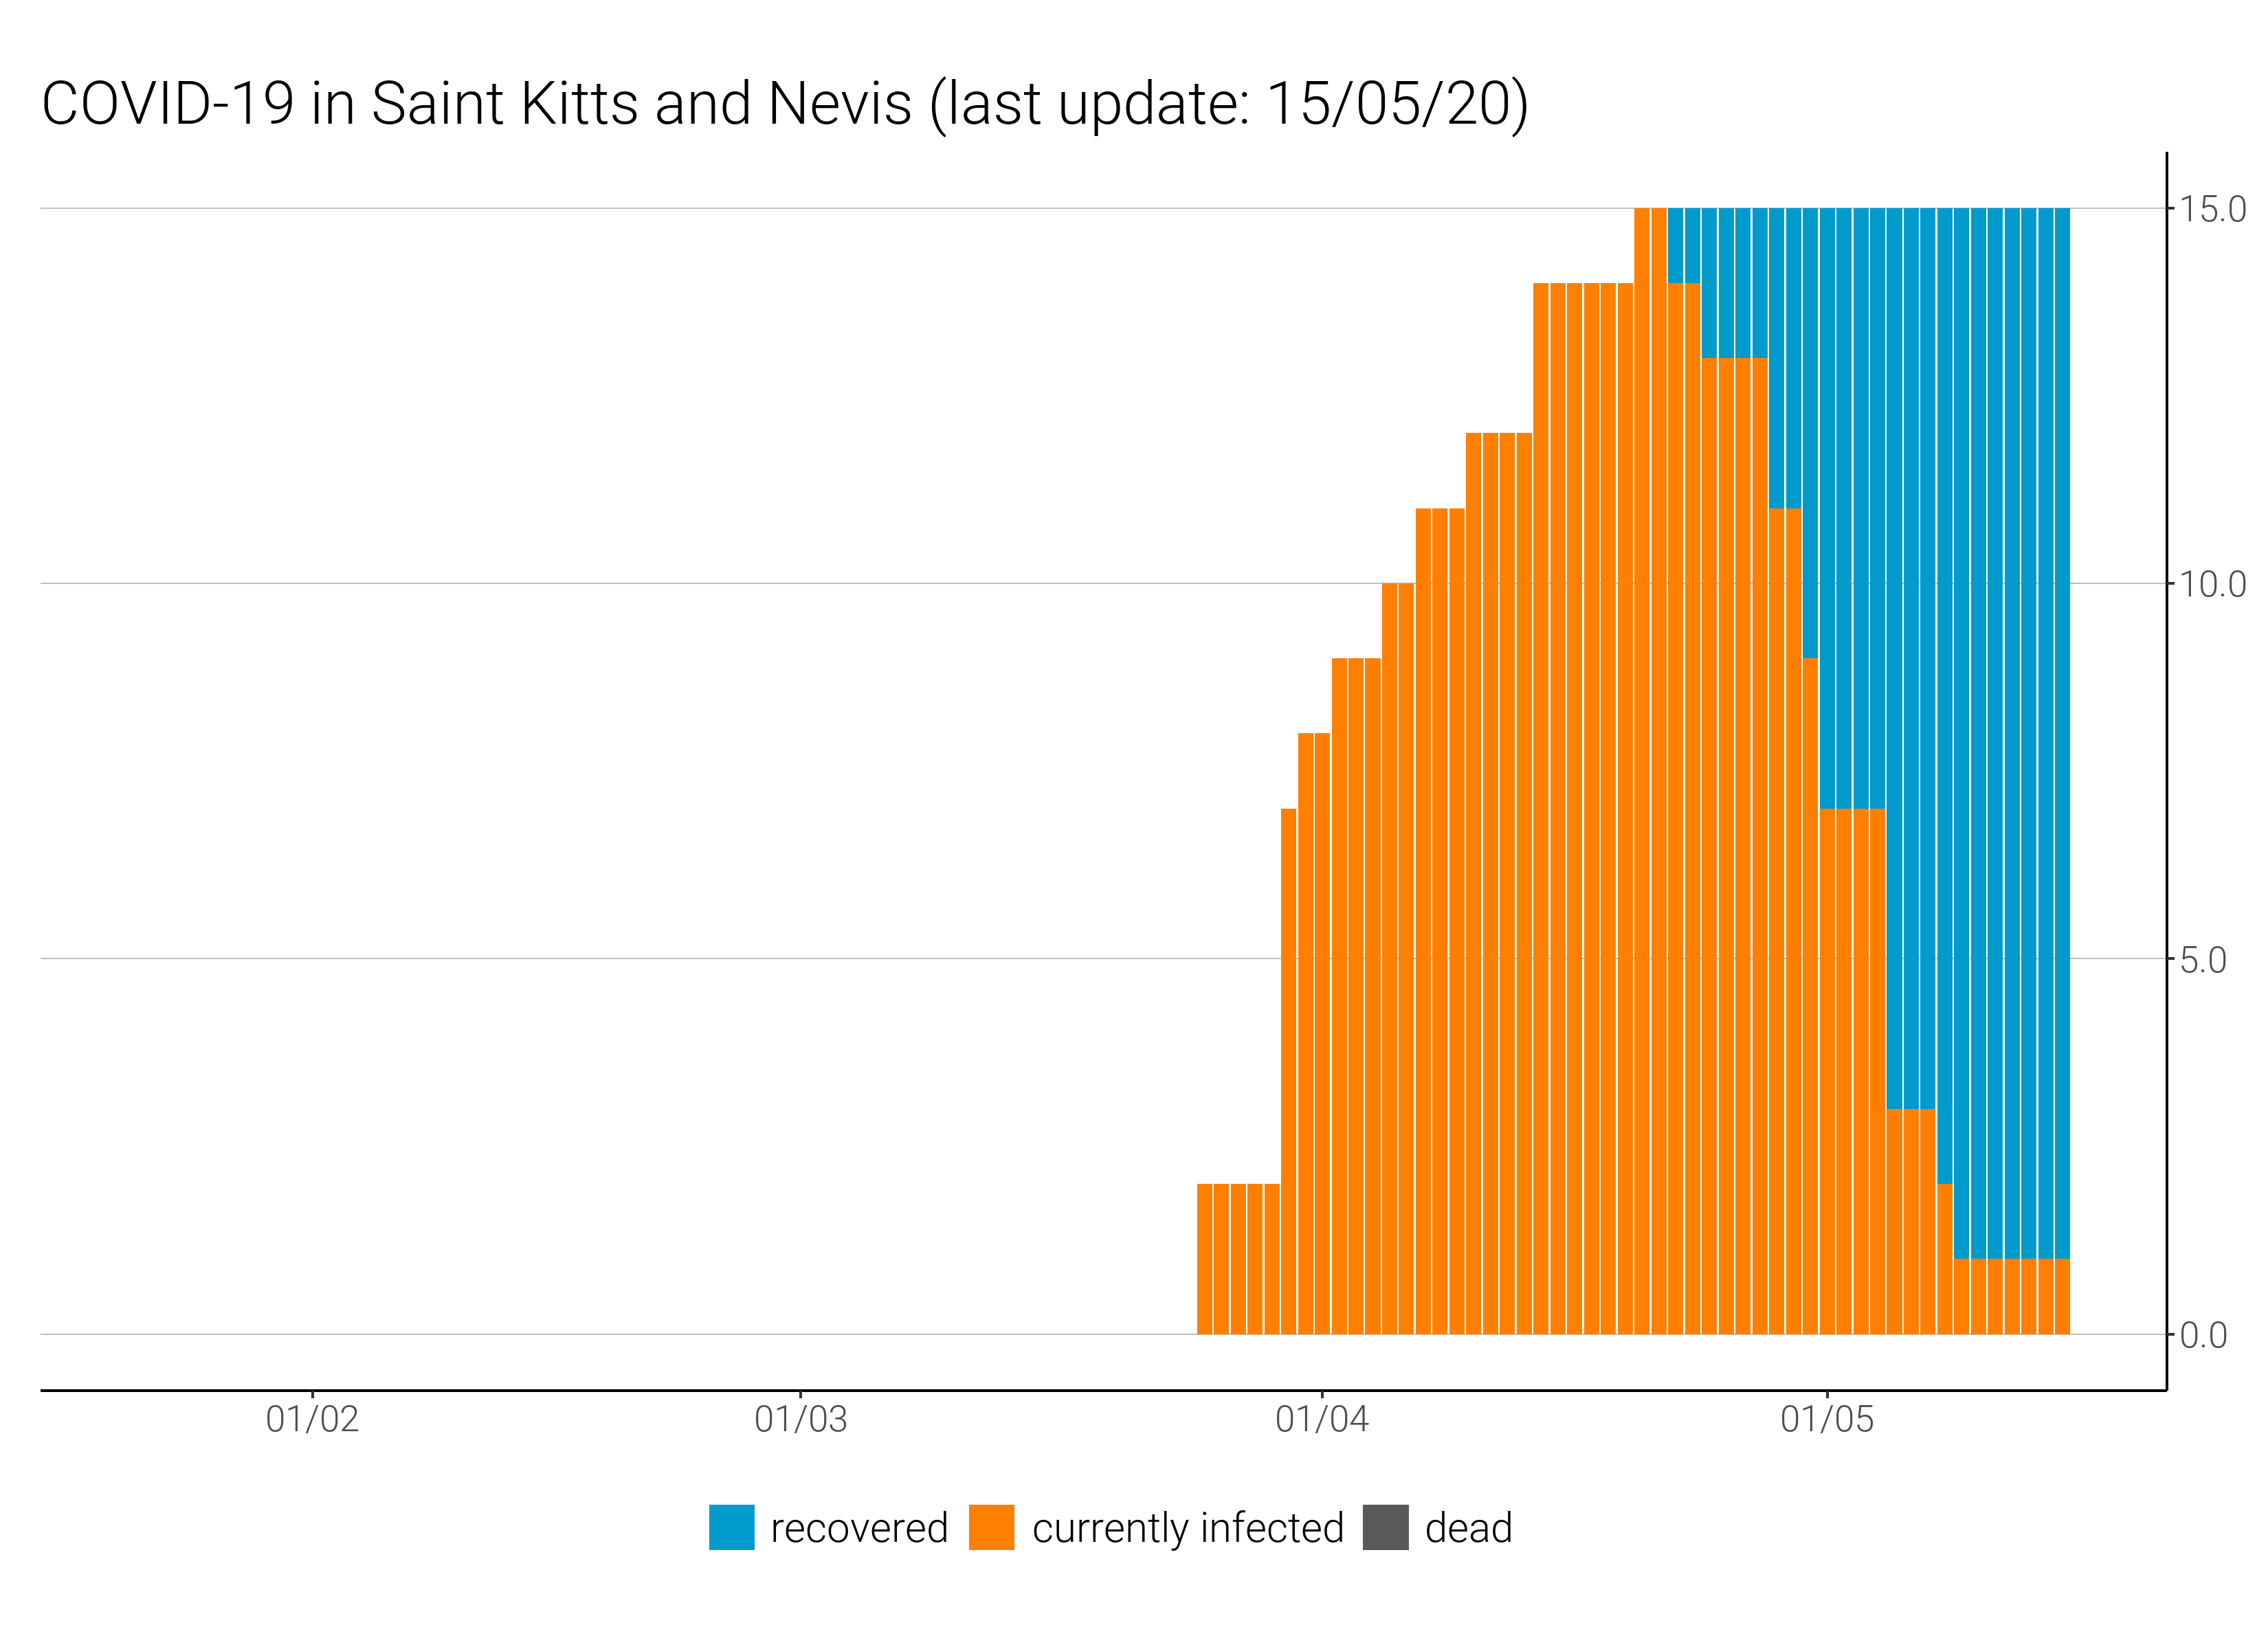 COVID-19 in Saint Kitts and Nevis (last update: 15/05/20)
15.0
10.0
5.0
0.0
01/02 01/03 01/04 01/05
recovered currently infected dead